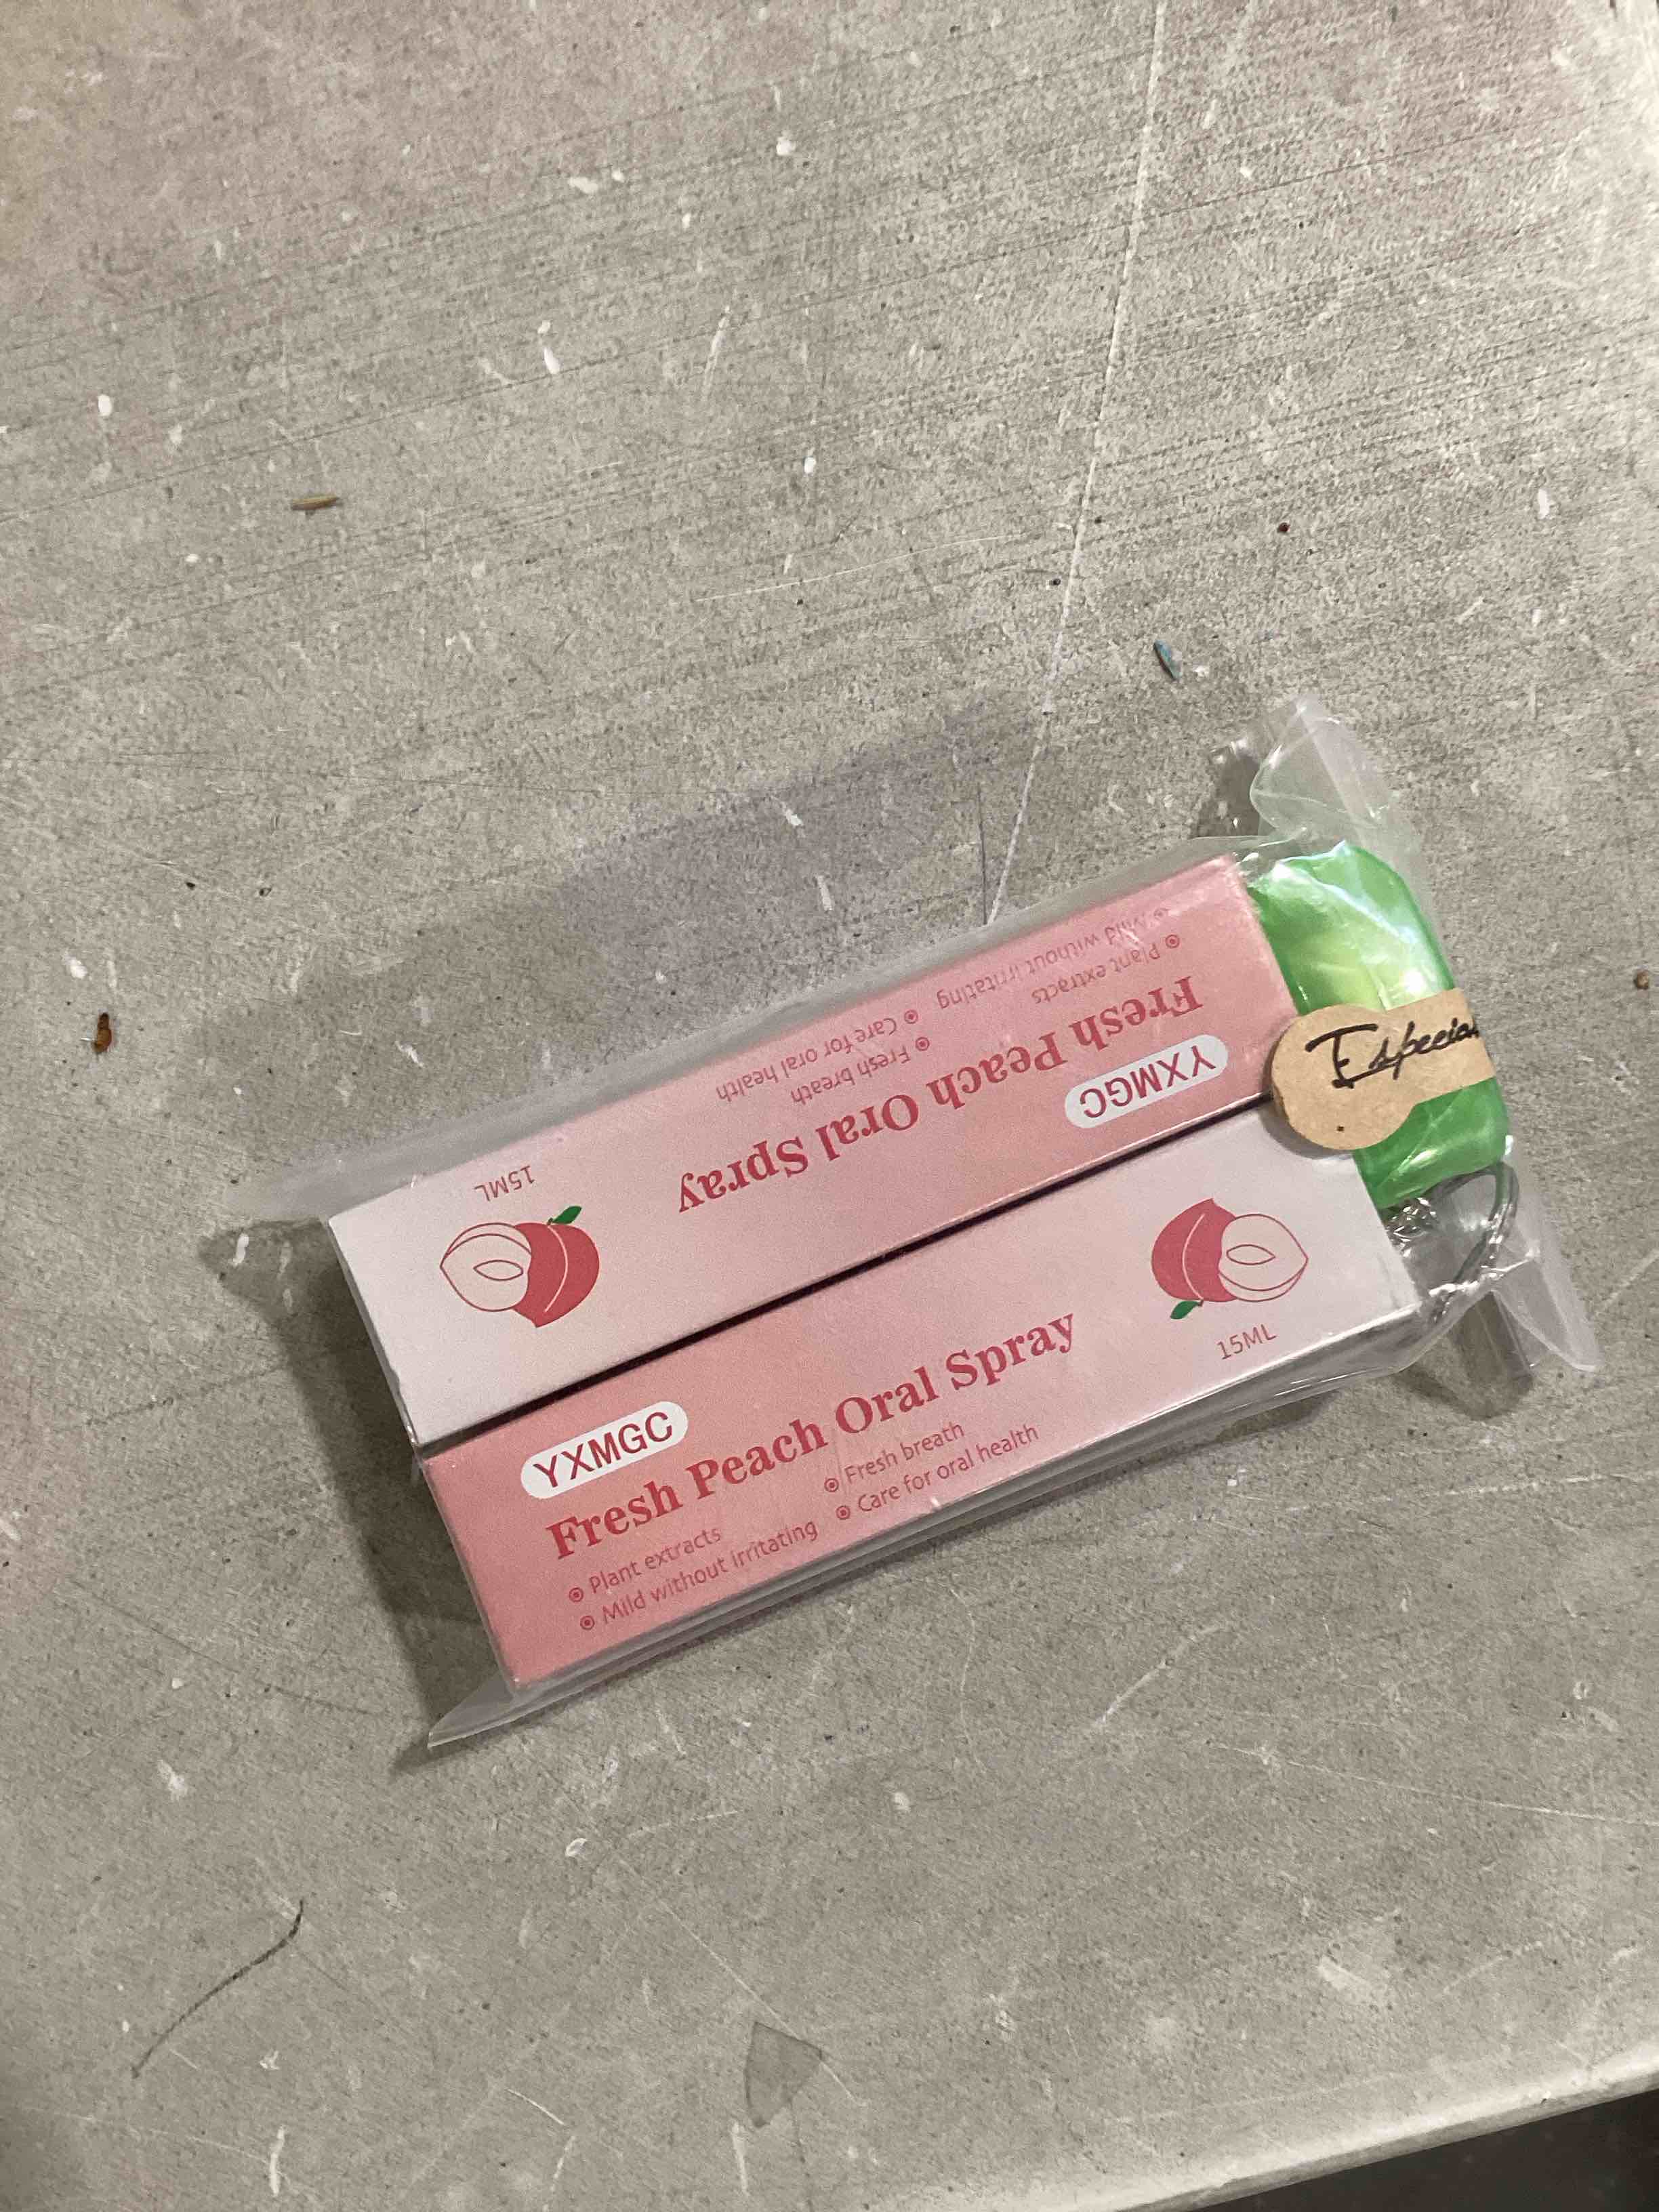 YXMGC
Fresh Peach Oral Spray
Plant extracts
Mild without irritating
Fresh breath
Care for oral health
15ML
YXMGC
Fresh Peach Oral Spray
Plant extracts
Mild without irritating
Fresh breath
Care for oral health
15ML